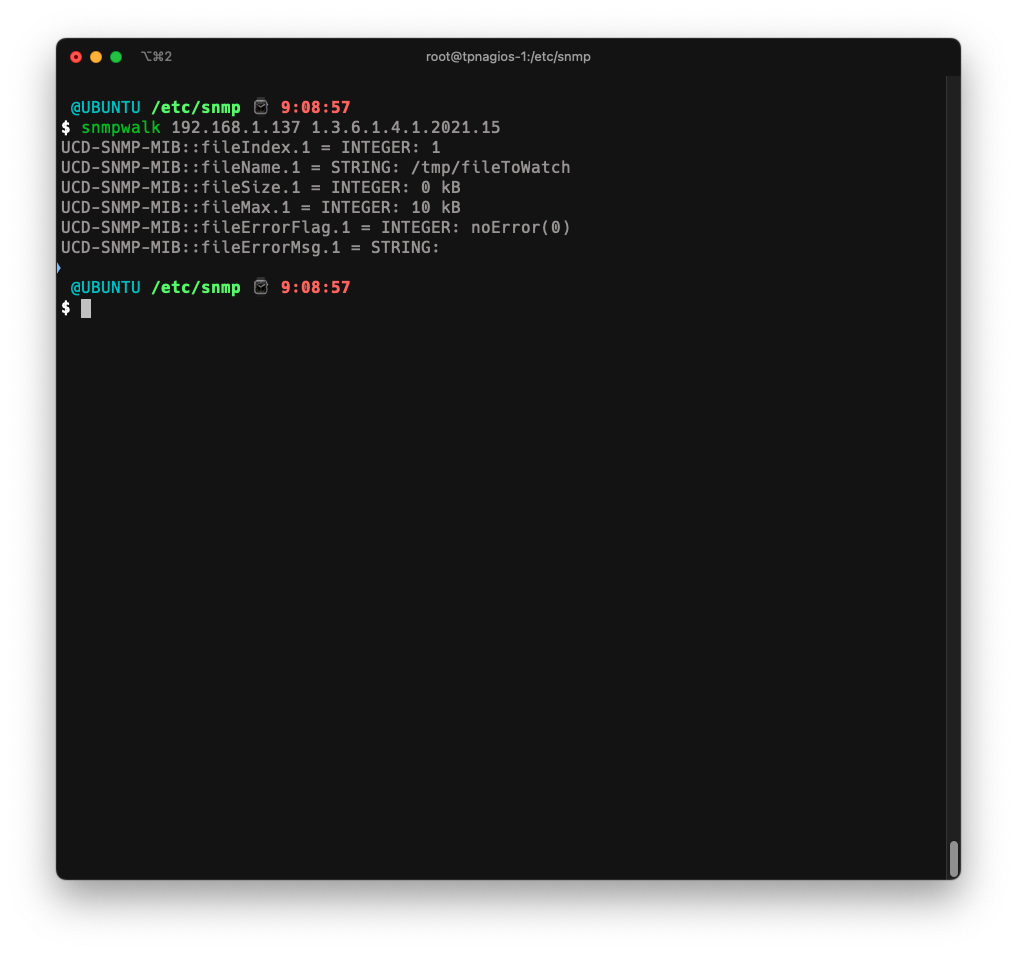 ⌥⌘2 root@tpnagios-1:/etc/snmp
@UBUNTU /etc/snmp ⌚ 9:08:57
$ snmpwalk 192.168.1.137 1.3.6.1.4.1.2021.15
UCD-SNMP-MIB::fileIndex.1 = INTEGER: 1
UCD-SNMP-MIB::fileName.1 = STRING: /tmp/fileToWatch
UCD-SNMP-MIB::fileSize.1 = INTEGER: 0 kB
UCD-SNMP-MIB::fileMax.1 = INTEGER: 10 kB
UCD-SNMP-MIB::fileErrorFlag.1 = INTEGER: noError(0)
UCD-SNMP-MIB::fileErrorMsg.1 = STRING:
@UBUNTU /etc/snmp ⌚ 9:08:57
$